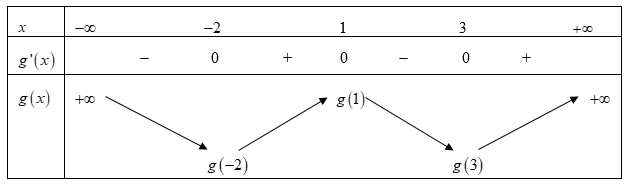 x −∞ −2 1 3 +∞
g'(x) − 0 + 0 − 0 +
g(x) +∞ g(1) +∞
g(−2) g(3)